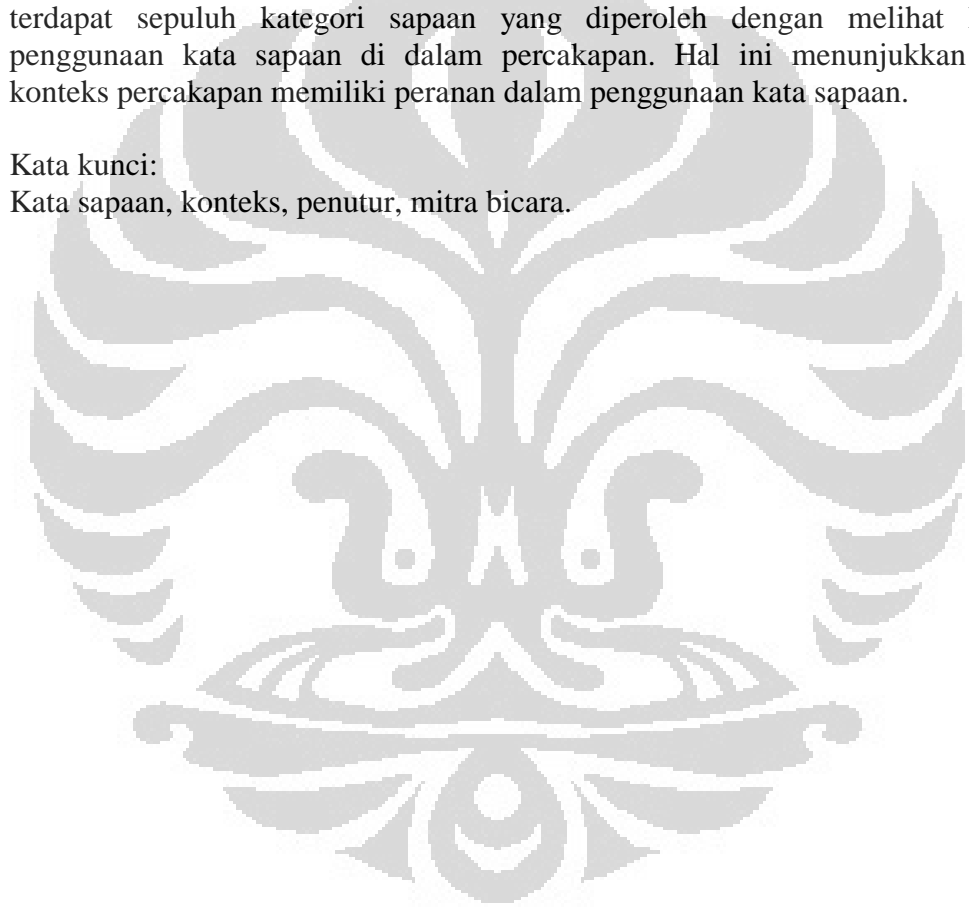 terdapat sepuluh kategori sapaan yang diperoleh dengan melihat
penggunaan kata sapaan di dalam percakapan. Hal ini menunjukkan
konteks percakapan memiliki peranan dalam penggunaan kata sapaan.
Kata kunci:
Kata sapaan, konteks, penutur, mitra bicara.